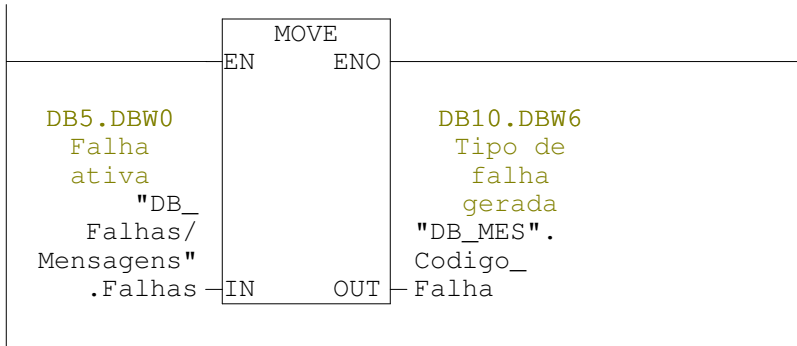 MOVE
EN ENO
DB5.DBW0
Falha
ativa
"DB_
Falhas/
Mensagens"
.Falhas
IN OUT
DB10.DBW6
Tipo de
falha
gerada
"DB_MES".
Codigo_
Falha